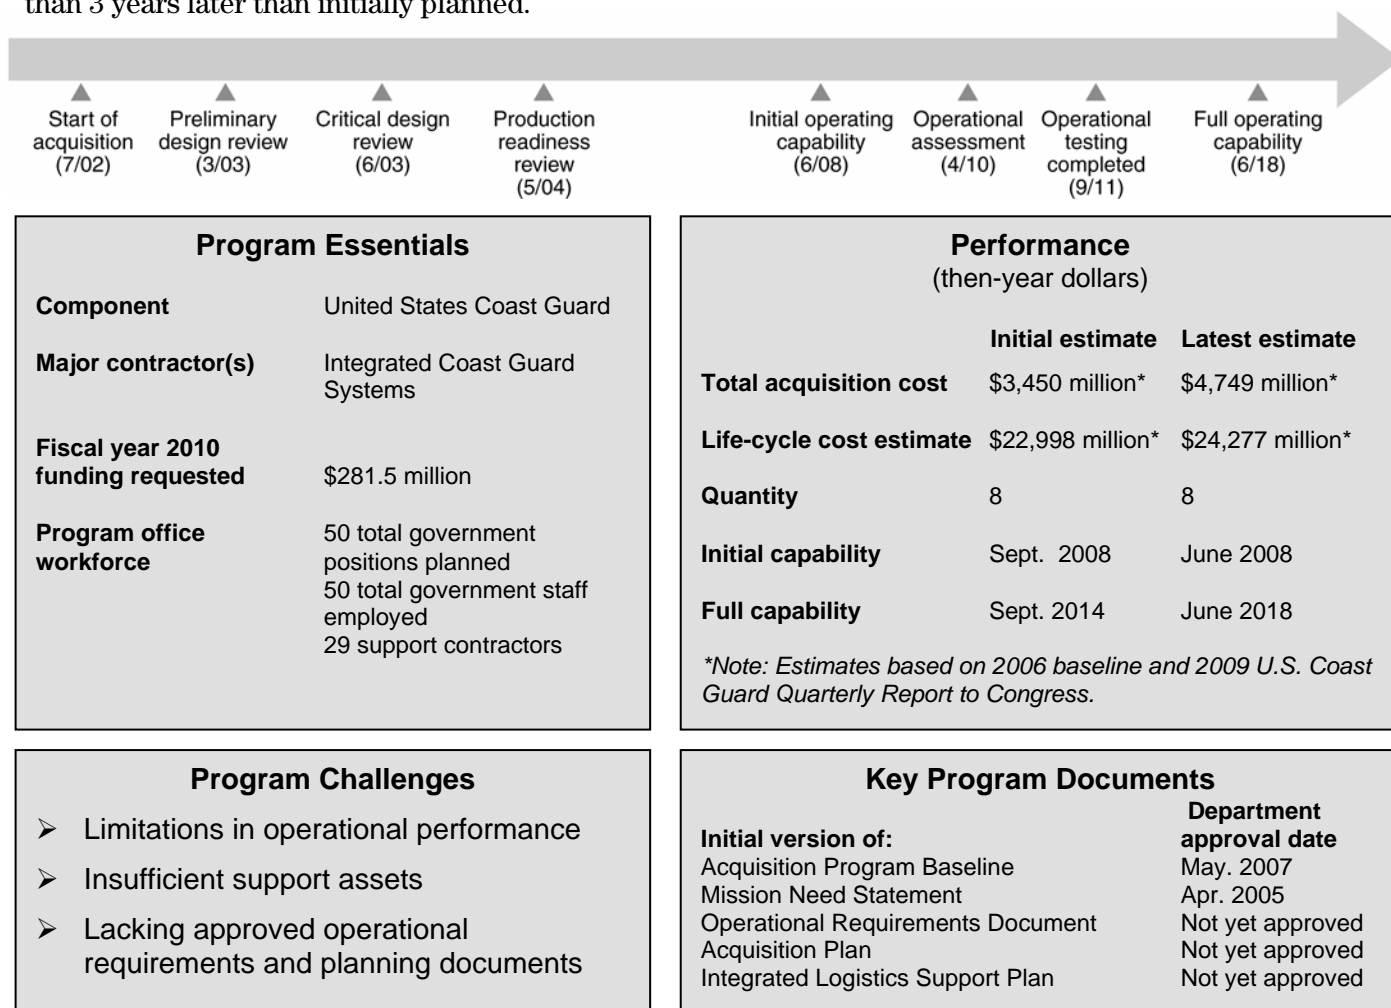 than 3 years later than initially planned.
Start of
acquisition
(7/02)
Preliminary
design review
(3/03)
Critical design
review
(6/03)
Production
readiness
review
(5/04)
Initial operating
capability
(6/08)
Operational
assessment
(4/10)
Operational
testing
completed
(9/11)
Full operating
capability
(6/18)
Program Essentials
Component United States Coast Guard
Major contractor(s) Integrated Coast Guard
Systems
Fiscal year 2010
funding requested $281.5 million
Program office 50 total government
workforce positions planned
50 total government staff
employed
29 support contractors
Performance
(then-year dollars)
Initial estimate Latest estimate
Total acquisition cost $3,450 million* $4,749 million*
Life-cycle cost estimate $22,998 million* $24,277 million*
Quantity 8 8
Initial capability Sept. 2008 June 2008
Full capability Sept. 2014 June 2018
*Note: Estimates based on 2006 baseline and 2009 U.S. Coast
Guard Quarterly Report to Congress.
Program Challenges
➢ Limitations in operational performance
➢ Insufficient support assets
➢ Lacking approved operational
requirements and planning documents
Key Program Documents
Department
Initial version of: approval date
Acquisition Program Baseline May. 2007
Mission Need Statement Apr. 2005
Operational Requirements Document Not yet approved
Acquisition Plan Not yet approved
Integrated Logistics Support Plan Not yet approved